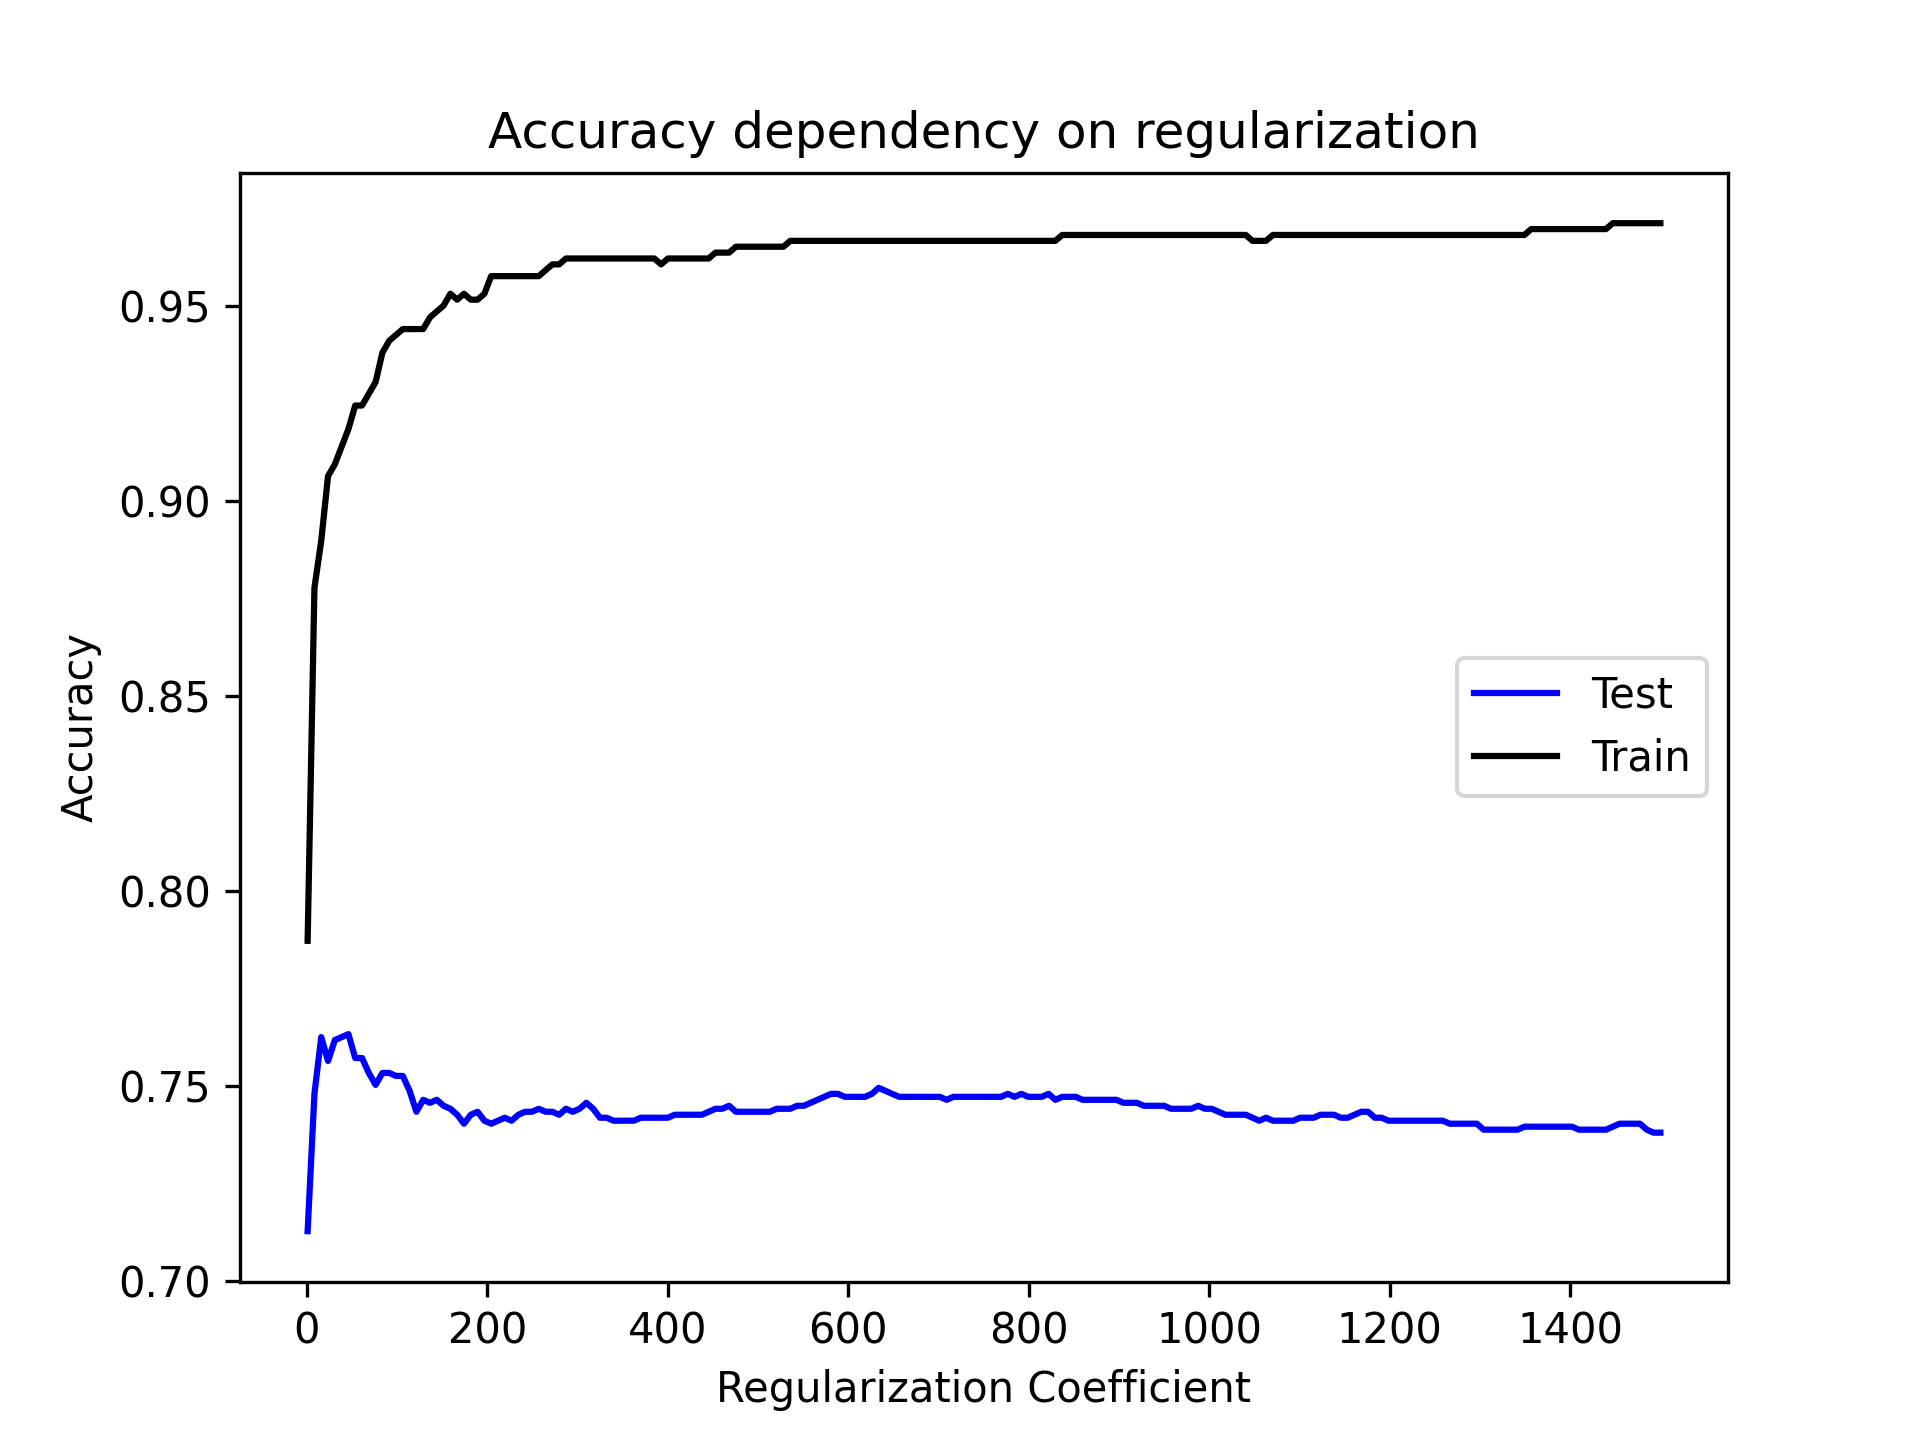 Accuracy dependency on regularization
Accuracy
0.95
0.90
0.85
0.80
0.75
0.70
Test
Train
0 200 400 600 800 1000 1200 1400
Regularization Coefficient